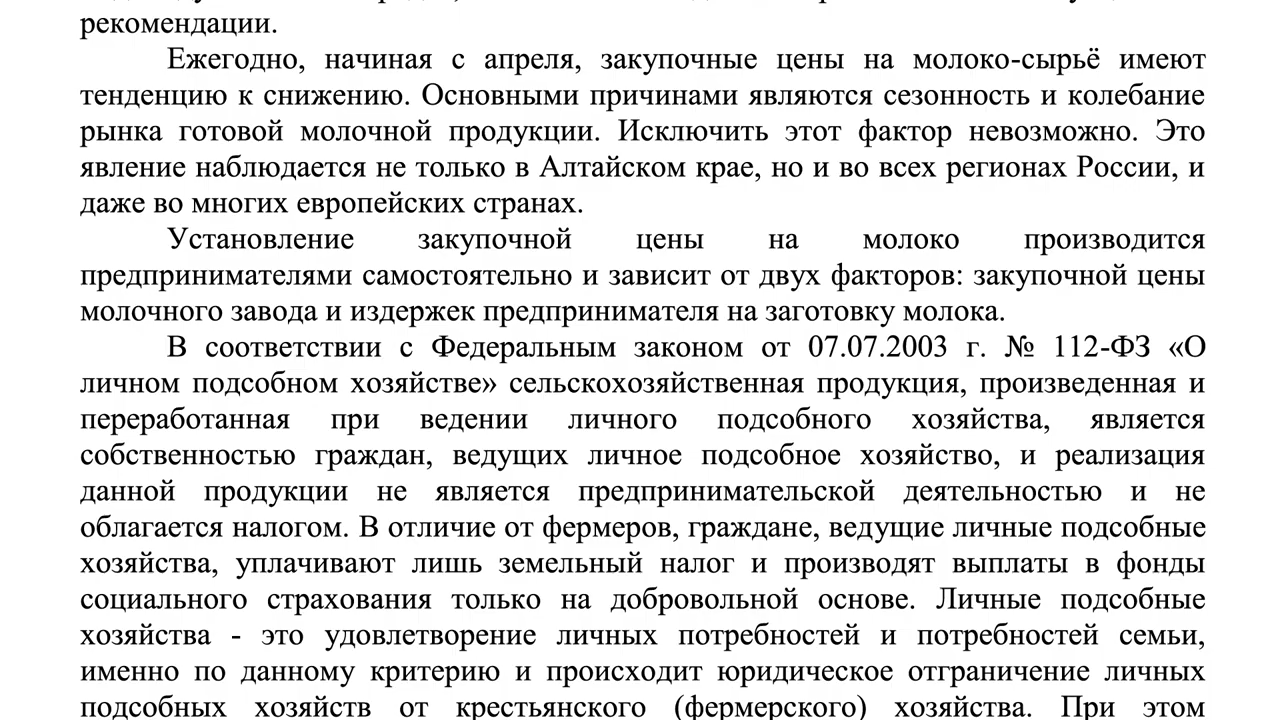 рекомендации.
Ежегодно, начиная с апреля, закупочные цены на молоко-сырьё имеют
тенденцию к снижению. Основными причинами являются сезонность и колебание
рынка готовой молочной продукции. Исключить этот фактор невозможно. Это
явление наблюдается не только в Алтайском крае, но и во всех регионах России, и
даже во многих европейских странах.
Установление закупочной цены на молоко производится
предпринимателями самостоятельно и зависит от двух факторов: закупочной цены
молочного завода и издержек предпринимателя на заготовку молока.
В соответствии с Федеральным законом от 07.07.2003 г. № 112-ФЗ «О
личном подсобном хозяйстве» сельскохозяйственная продукция, произведенная и
переработанная при ведении личного подсобного хозяйства, является
собственностью граждан, ведущих личное подсобное хозяйство, и реализация
данной продукции не является предпринимательской деятельностью и не
облагается налогом. В отличие от фермеров, граждане, ведущие личные подсобные
хозяйства, уплачивают лишь земельный налог и производят выплаты в фонды
социального страхования только на добровольной основе. Личные подсобные
хозяйства - это удовлетворение личных потребностей и потребностей семьи,
именно по данному критерию и происходит юридическое отграничение личных
подсобных хозяйств от крестьянского (фермерского) хозяйства. При этом